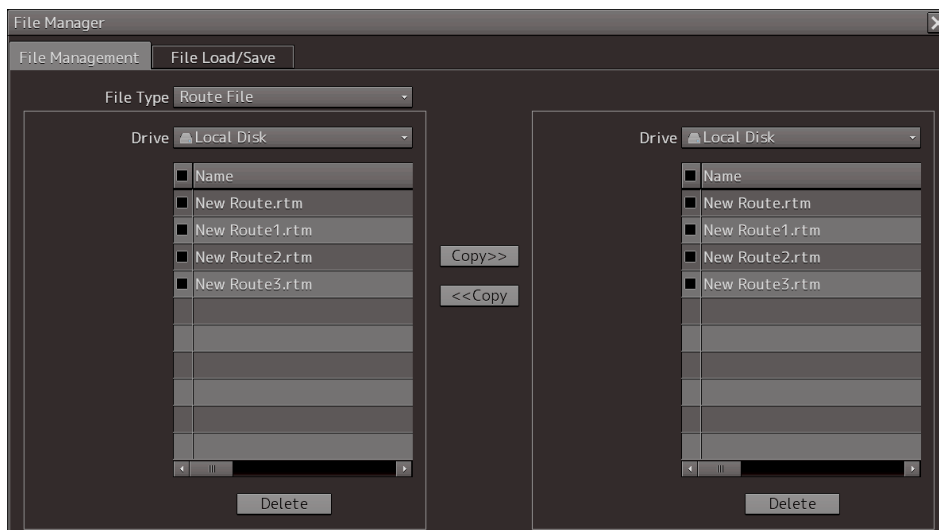 File Manager
File Management File Load/Save
File Type Route File
Drive Local Disk
Name
New Route.rtm
New Route1.rtm
New Route2.rtm
New Route3.rtm
Delete
Copy>>
<<Copy
Drive Local Disk
Name
New Route.rtm
New Route1.rtm
New Route2.rtm
New Route3.rtm
Delete